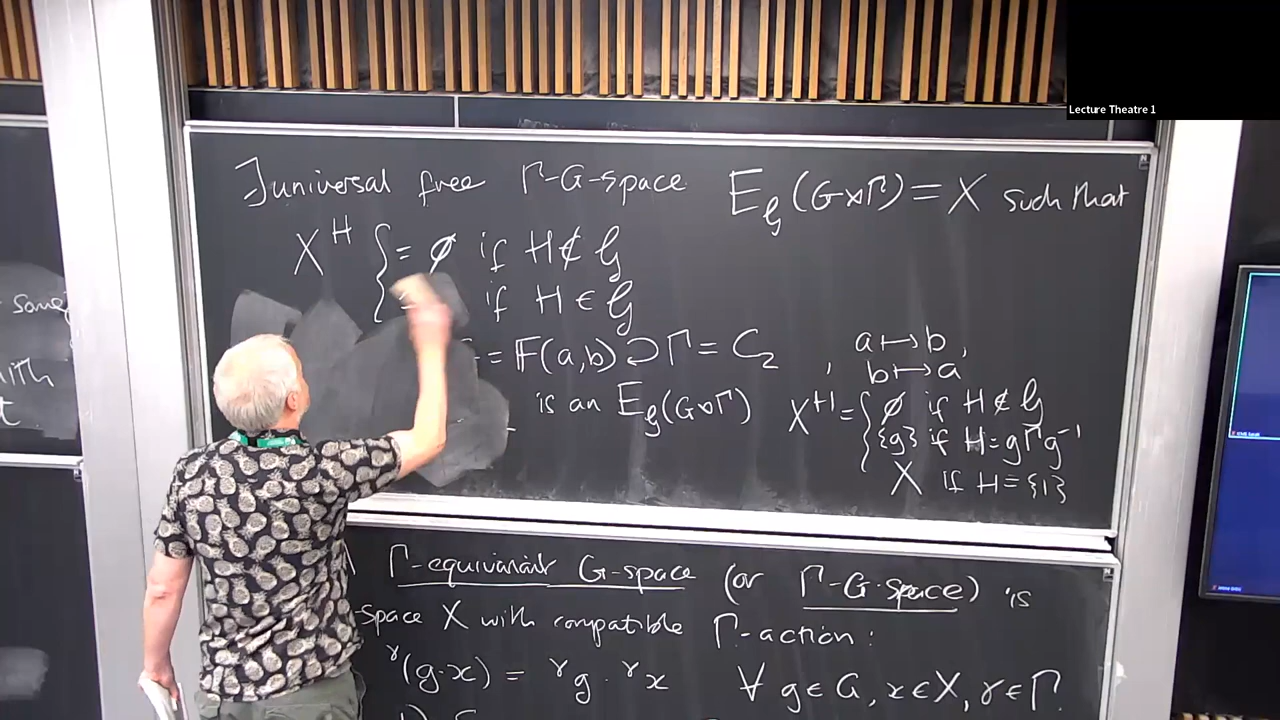 Lecture Theatre 1
∃ universal free Γ-G-space E_𝒢(G⋊Γ) = X such that
X^H { = ∅ if H ∉ 𝒢
if H ∈ 𝒢
= F(a,b) ⊃ Γ = C₂ , a ↦ b ,
b ↦ a
is an E_𝒢(G⋊Γ) X^H = { ∅ if H ∉ 𝒢
{g} if H = gΓg⁻¹
X if H = {1}
Γ-equivariant G-space (or Γ-G-space) is
-space X with compatible Γ-action:
^γ(g·x) = ^γg · ^γx ∀ g∈G, x∈X, γ∈Γ.
some